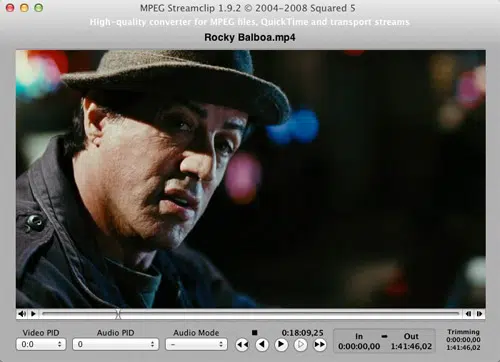 MPEG Streamclip 1.9.2 © 2004-2008 Squared 5
High-quality converter for MPEG files, QuickTime and transport streams
Rocky Balboa.mp4
Video PID Audio PID Audio Mode 0:18:09,25 In Out Trimming
0:0 0 – 0:00:00,00 1:41:46,02 0:00:00,00
1:41:46,02